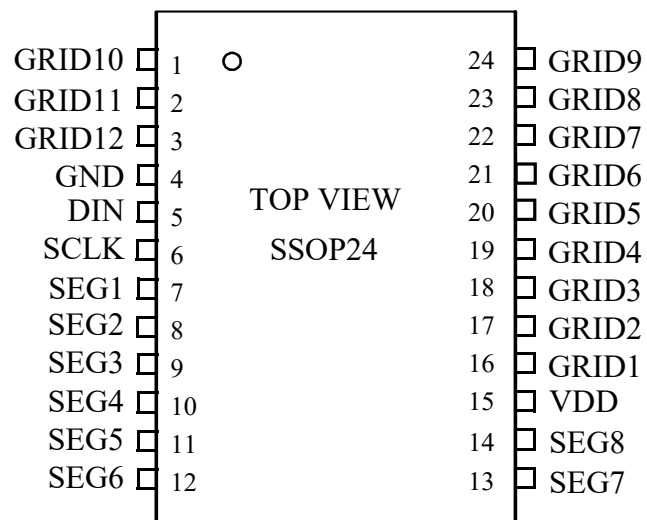 GRID10 1 24 GRID9
GRID11 2 23 GRID8
GRID12 3 22 GRID7
GND 4 21 GRID6
DIN 5 TOP VIEW 20 GRID5
SCLK 6 SSOP24 19 GRID4
SEG1 7 18 GRID3
SEG2 8 17 GRID2
SEG3 9 16 GRID1
SEG4 10 15 VDD
SEG5 11 14 SEG8
SEG6 12 13 SEG7